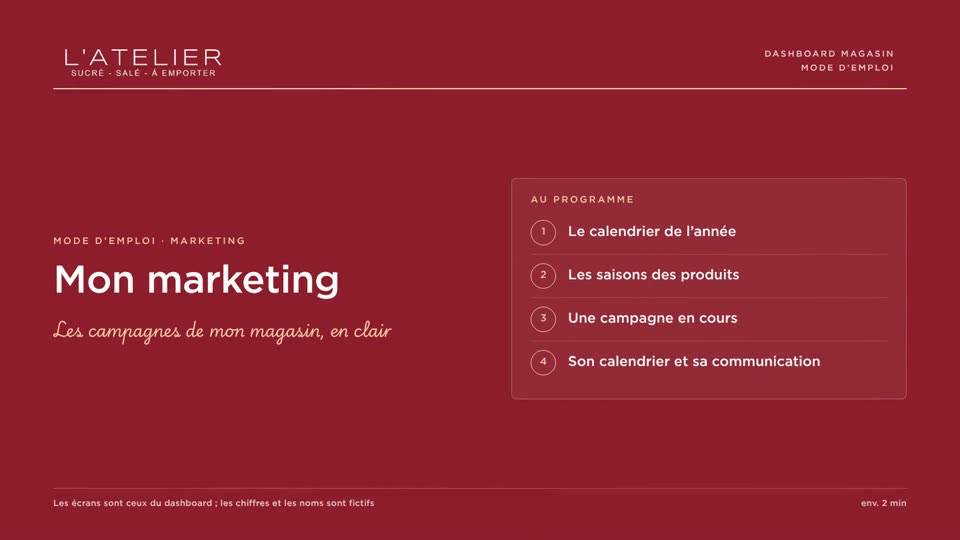 L'ATELIER
SUCRÉ - SALÉ - À EMPORTER
DASHBOARD MAGASIN
MODE D'EMPLOI
MODE D'EMPLOI · MARKETING
Mon marketing
Les campagnes de mon magasin, en clair
AU PROGRAMME
1 Le calendrier de l'année
2 Les saisons des produits
3 Une campagne en cours
4 Son calendrier et sa communication
Les écrans sont ceux du dashboard ; les chiffres et les noms sont fictifs
env. 2 min